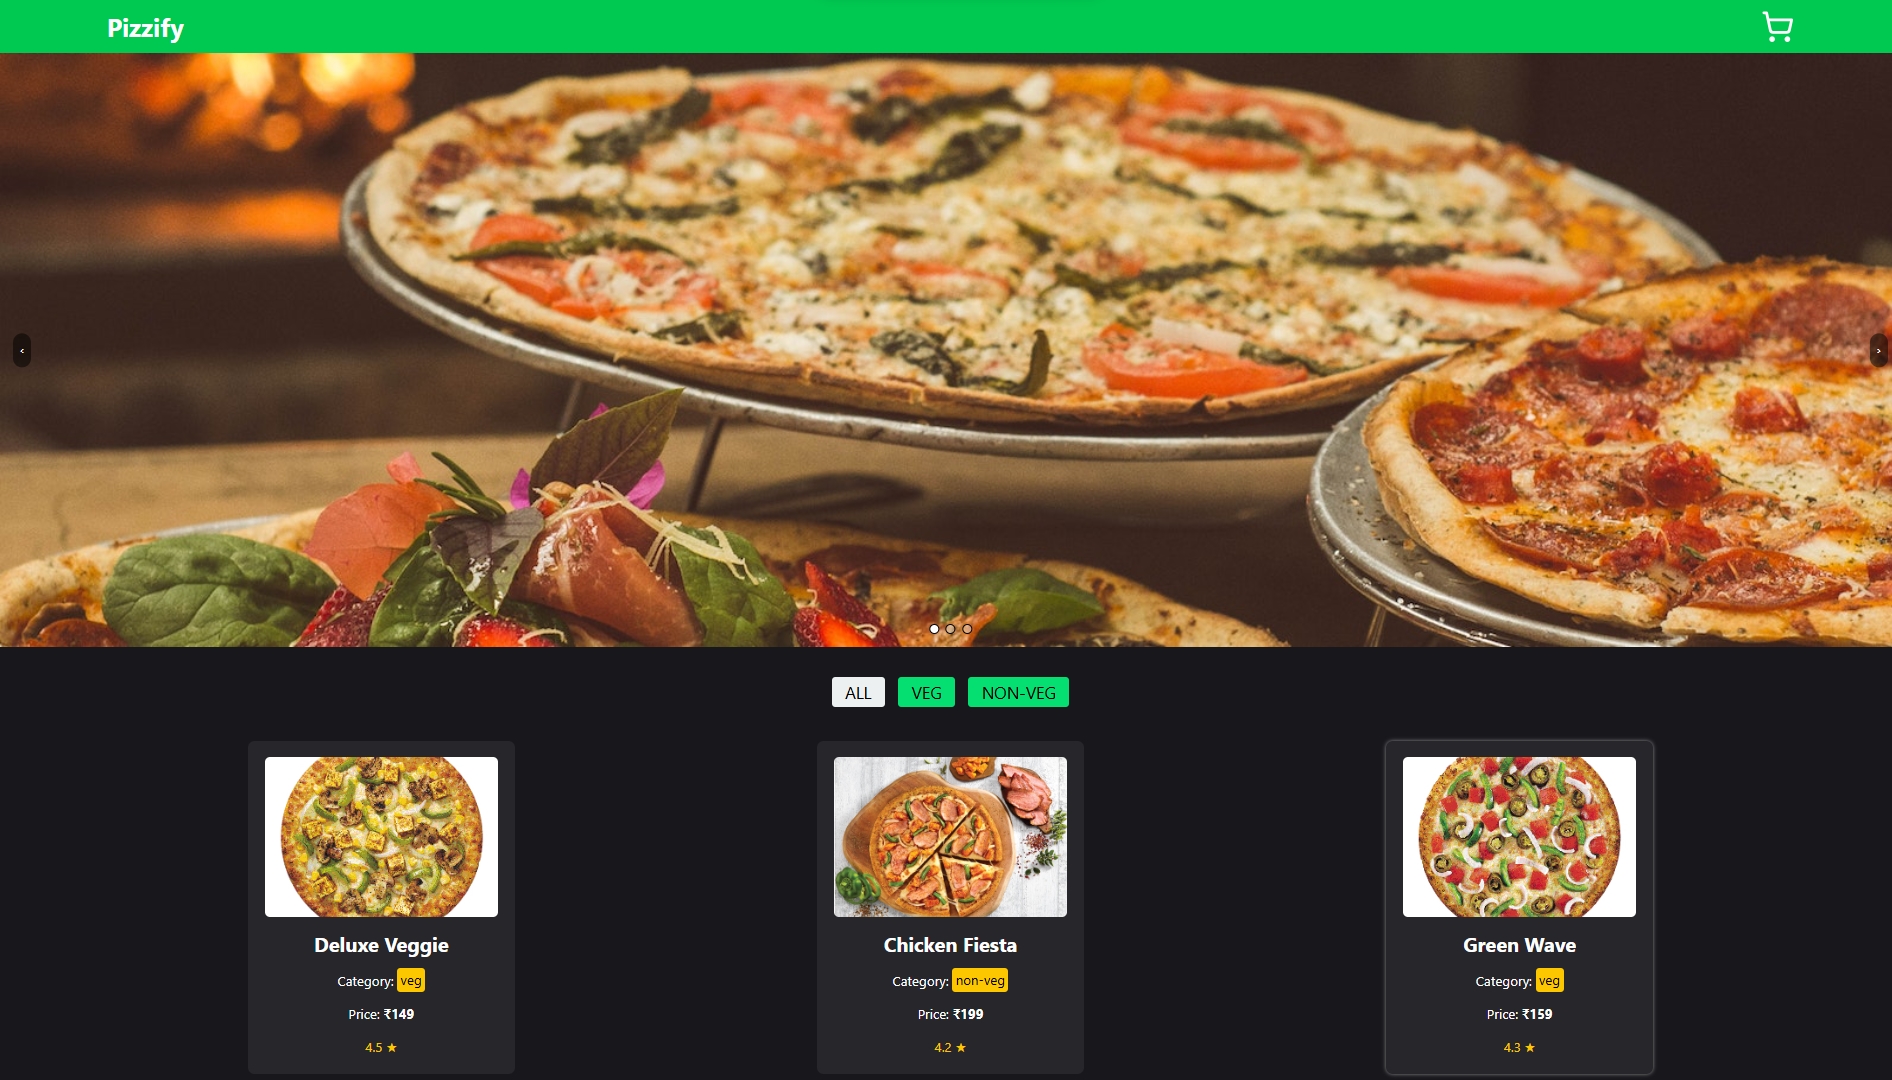 Pizzify
‹ ›
ALL VEG NON-VEG
Deluxe Veggie
Category: veg
Price: ₹149
4.5 ★
Chicken Fiesta
Category: non-veg
Price: ₹199
4.2 ★
Green Wave
Category: veg
Price: ₹159
4.3 ★